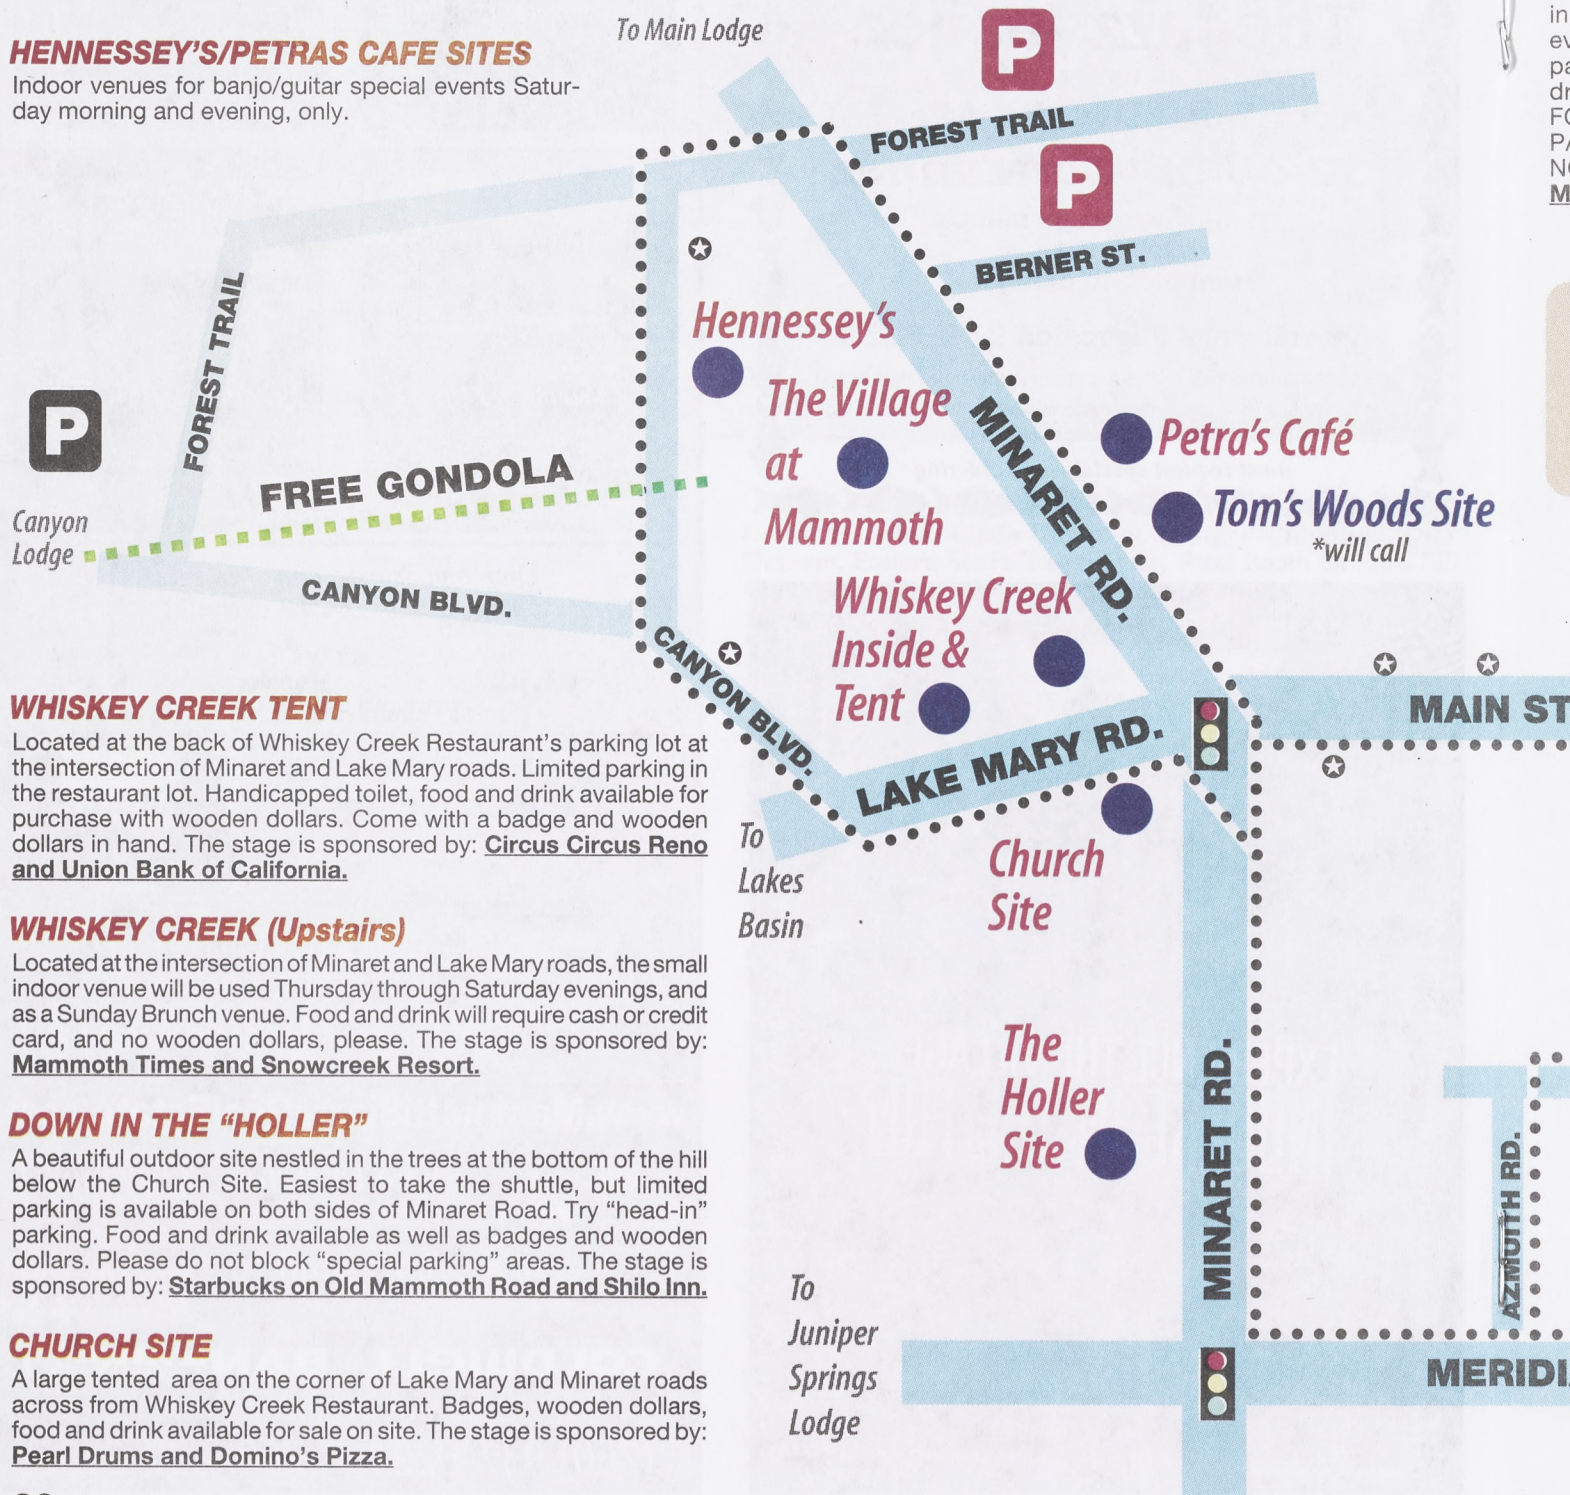 HENNESSEY'S/PETRAS CAFE SITES
Indoor venues for banjo/guitar special events Satur-
day morning and evening, only.
To Main Lodge
P
FOREST TRAIL
P
BERNER ST.
in
ev
pa
dr
FO
PA
NO
M
FOREST TRAIL
P
Canyon
Lodge
FREE GONDOLA
CANYON BLVD.
Hennessey's
The Village
at
Mammoth
MINARET RD.
Petra's Café
Tom's Woods Site
*will call
Whiskey Creek
Inside &
Tent
CANYON BLVD.
LAKE MARY RD.
MAIN ST
To
Lakes
Basin
Church
Site
The
Holler
Site
MINARET RD.
AZMUITH RD.
To
Juniper
Springs
Lodge
MERIDI
WHISKEY CREEK TENT
Located at the back of Whiskey Creek Restaurant's parking lot at
the intersection of Minaret and Lake Mary roads. Limited parking in
the restaurant lot. Handicapped toilet, food and drink available for
purchase with wooden dollars. Come with a badge and wooden
dollars in hand. The stage is sponsored by: Circus Circus Reno
and Union Bank of California.
WHISKEY CREEK (Upstairs)
Located at the intersection of Minaret and Lake Mary roads, the small
indoor venue will be used Thursday through Saturday evenings, and
as a Sunday Brunch venue. Food and drink will require cash or credit
card, and no wooden dollars, please. The stage is sponsored by:
Mammoth Times and Snowcreek Resort.
DOWN IN THE “HOLLER”
A beautiful outdoor site nestled in the trees at the bottom of the hill
below the Church Site. Easiest to take the shuttle, but limited
parking is available on both sides of Minaret Road. Try “head-in”
parking. Food and drink available as well as badges and wooden
dollars. Please do not block “special parking” areas. The stage is
sponsored by: Starbucks on Old Mammoth Road and Shilo Inn.
CHURCH SITE
A large tented area on the corner of Lake Mary and Minaret roads
across from Whiskey Creek Restaurant. Badges, wooden dollars,
food and drink available for sale on site. The stage is sponsored by:
Pearl Drums and Domino's Pizza.